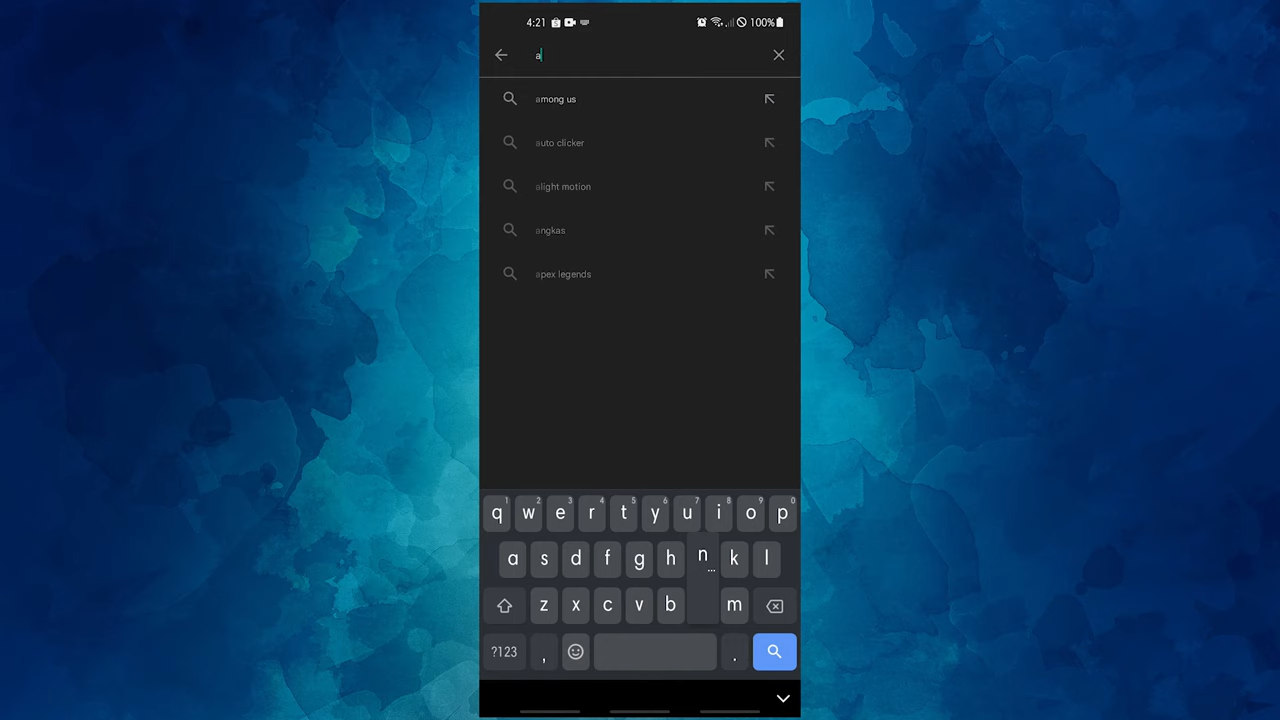 4:21 100%
a
among us
auto clicker
alight motion
angkas
apex legends
1 2 3 4 5 6 7 8 9 0
q w e r t y u i o p
a s d f g h n k l
...
z x c v b m
?123 , .